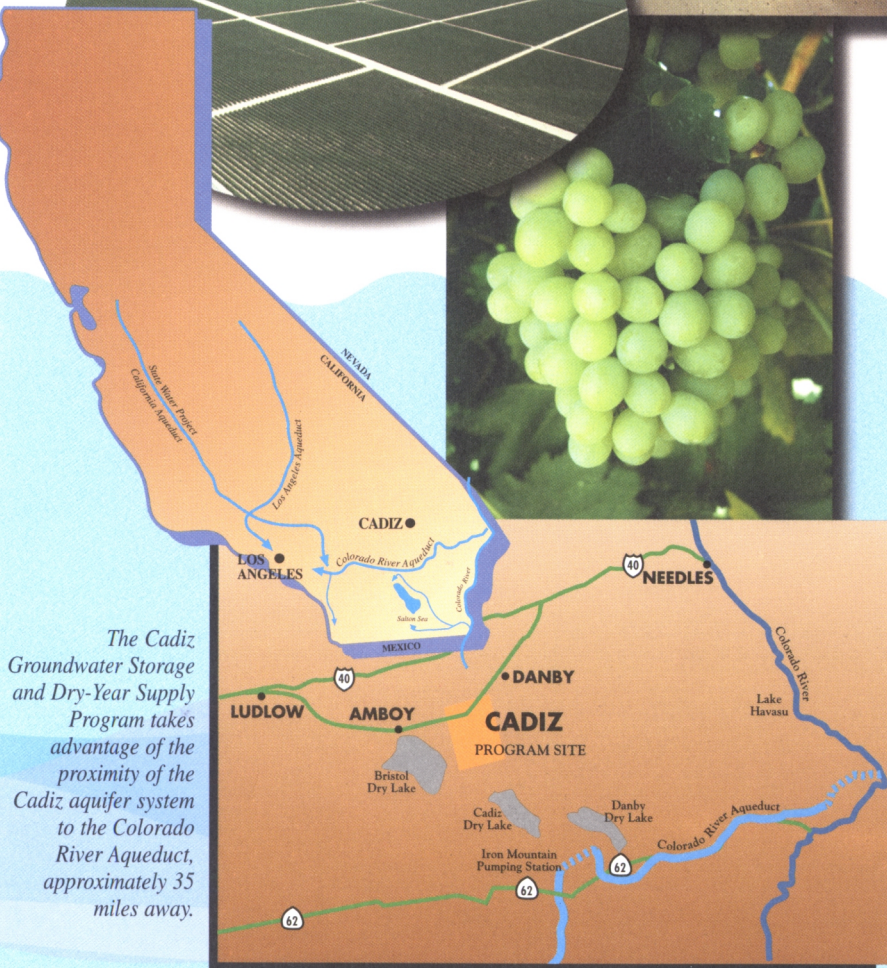 NEVADA
CALIFORNIA
State Water Project
California Aqueduct
Los Angeles Aqueduct
CADIZ
LOS
ANGELES
Colorado River Aqueduct
Colorado River
Salton Sea
MEXICO
The Cadiz
Groundwater Storage
and Dry-Year Supply
Program takes
advantage of the
proximity of the
Cadiz aquifer system
to the Colorado
River Aqueduct,
approximately 35
miles away.
40
NEEDLES
40
DANBY
LUDLOW
AMBOY
CADIZ
PROGRAM SITE
Colorado River
Lake
Havasu
Bristol
Dry Lake
Cadiz
Dry Lake
Danby
Dry Lake
Colorado River Aqueduct
Iron Mountain
Pumping Station
62
62
62